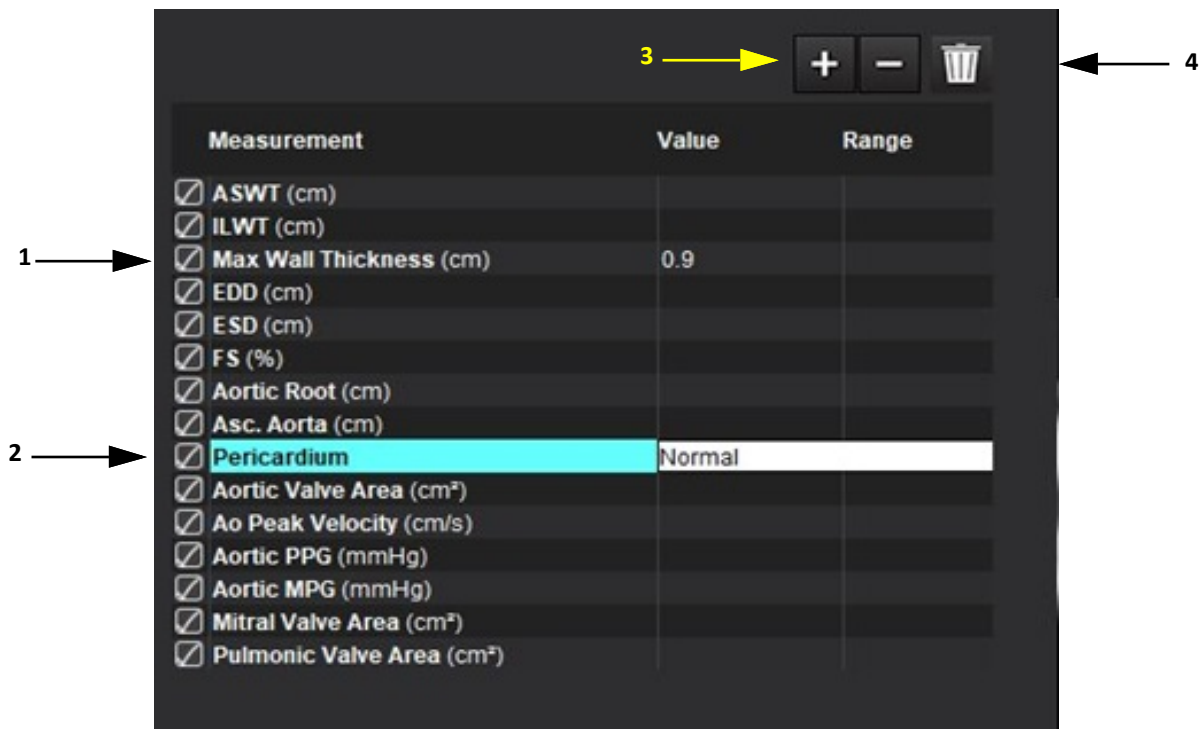 3
4
Measurement Value Range
ASWT (cm)
ILWT (cm)
1 Max Wall Thickness (cm) 0.9
EDD (cm)
ESD (cm)
FS (%)
Aortic Root (cm)
Asc. Aorta (cm)
2 Pericardium Normal
Aortic Valve Area (cm²)
Ao Peak Velocity (cm/s)
Aortic PPG (mmHg)
Aortic MPG (mmHg)
Mitral Valve Area (cm²)
Pulmonic Valve Area (cm²)